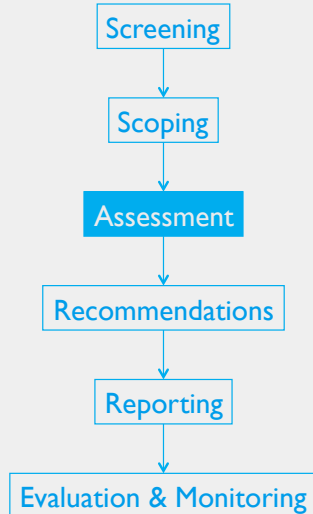 Screening
Scoping
Assessment
Recommendations
Reporting
Evaluation & Monitoring